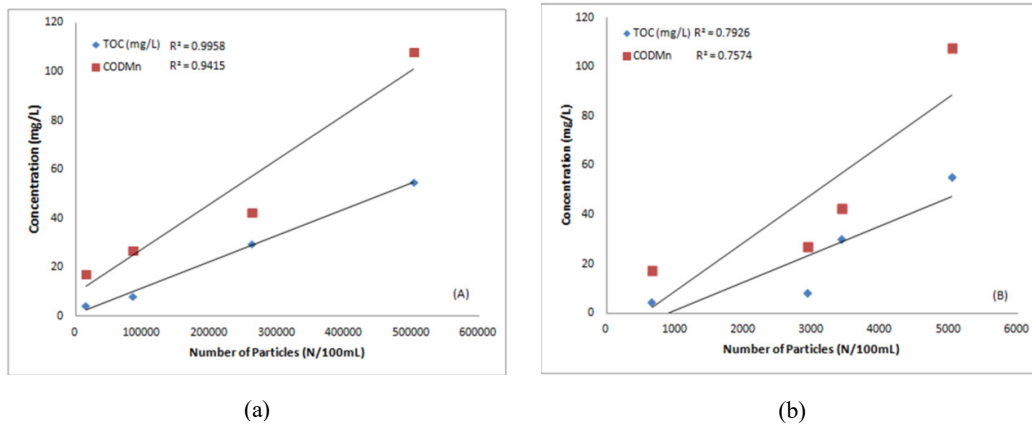 TOC (mg/L) R² = 0.9958
CODMn R² = 0.9415
Concentration (mg/L)
120
100
80
60
40
20
0
0 100000 200000 300000 400000 500000 600000
Number of Particles (N/100mL)
(A)
(a)
TOC (mg/L) R² = 0.7926
CODMn R² = 0.7574
Concentration (mg/L)
120
100
80
60
40
20
0
0 1000 2000 3000 4000 5000 6000
Number of Particles (N/100mL)
(B)
(b)